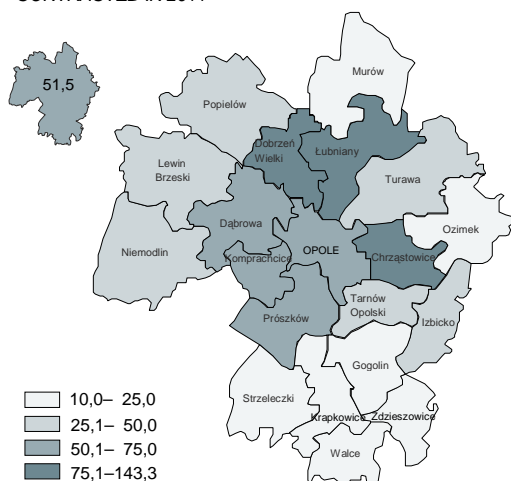 51,5
Murów
Popielów
Dobrzeń
Wielki
Łubniany
Lewin
Brzeski
Turawa
Dąbrowa
Ozimek
Niemodlin
Komprachcice
OPOLE
Chrząstowice
Tarnów
Opolski
Izbicko
Prószków
Gogolin
Strzeleczki
Krapkowice
Zdzieszowice
Walce
10,0– 25,0
25,1– 50,0
50,1– 75,0
75,1–143,3